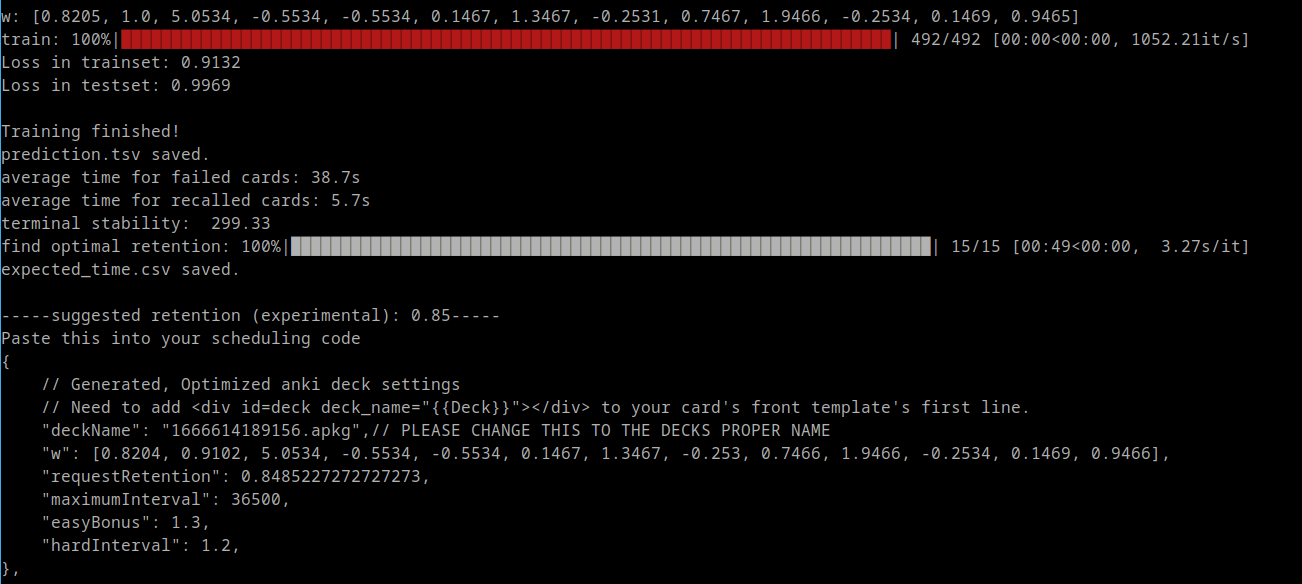 w: [0.8205, 1.0, 5.0534, -0.5534, -0.5534, 0.1467, 1.3467, -0.2531, 0.7467, 1.9466, -0.2534, 0.1469, 0.9465]
train: 100%|██████████| 492/492 [00:00<00:00, 1052.21it/s]
Loss in trainset: 0.9132
Loss in testset: 0.9969

Training finished!
prediction.tsv saved.
average time for failed cards: 38.7s
average time for recalled cards: 5.7s
terminal stability:  299.33
find optimal retention: 100%|██████████| 15/15 [00:49<00:00,  3.27s/it]
expected_time.csv saved.

-----suggested retention (experimental): 0.85-----
Paste this into your scheduling code
{
    // Generated, Optimized anki deck settings
    // Need to add <div id=deck deck_name="{{Deck}}"></div> to your card's front template's first line.
    "deckName": "1666614189156.apkg",// PLEASE CHANGE THIS TO THE DECKS PROPER NAME
    "w": [0.8204, 0.9102, 5.0534, -0.5534, -0.5534, 0.1467, 1.3467, -0.253, 0.7466, 1.9466, -0.2534, 0.1469, 0.9466],
    "requestRetention": 0.8485227272727273,
    "maximumInterval": 36500,
    "easyBonus": 1.3,
    "hardInterval": 1.2,
},